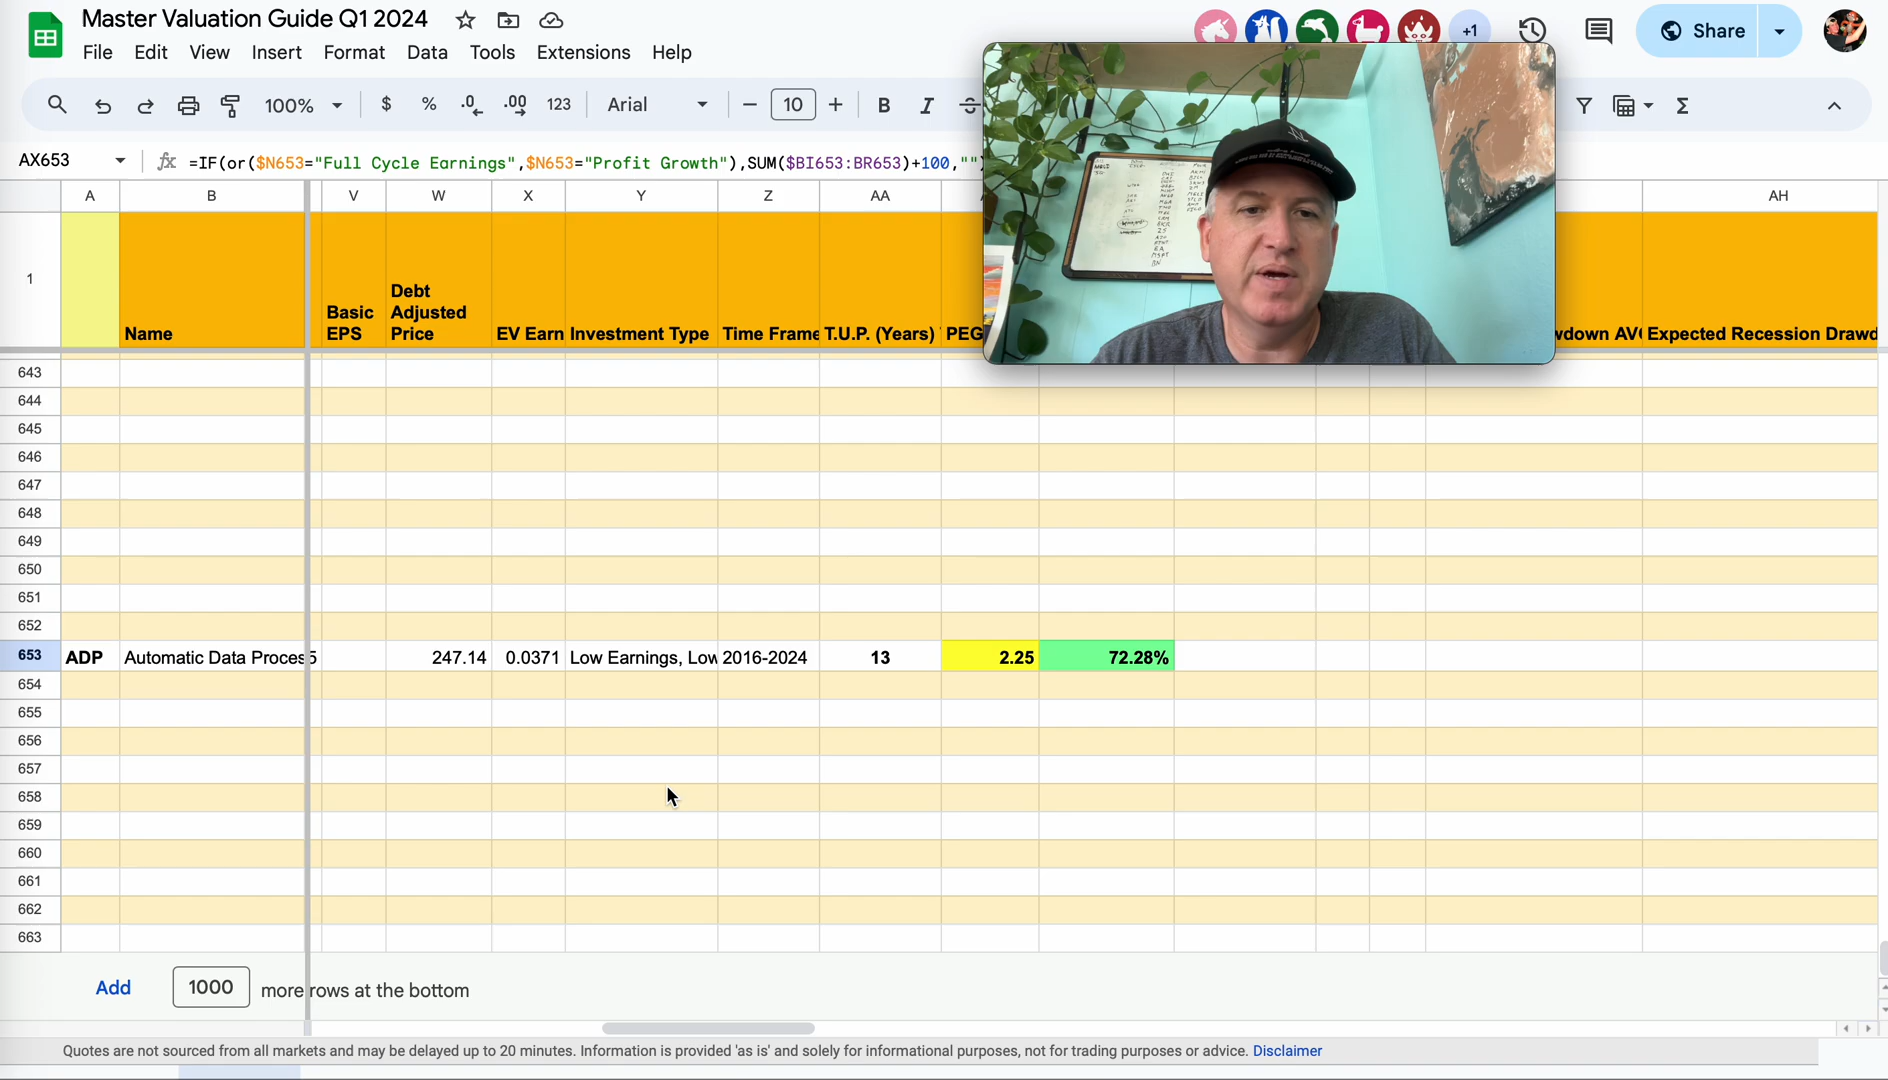 Master Valuation Guide Q1 2024
+1
Share
File Edit View Insert Format Data Tools Extensions Help
100% $ % .0 .00 123 Arial 10 B I S Σ
AX653 fx =IF(or($N653="Full Cycle Earnings",$N653="Profit Growth"),SUM($BI653:BR653)+100,"")
A B V W X Y Z AA AH
1 Name Basic EPS Debt Adjusted Price EV Earn Investment Type Time Frame T.U.P. (Years) PEG wdown AV Expected Recession Drawd
643
644
645
646
647
648
649
650
651
652
653 ADP Automatic Data Proces 5 247.14 0.0371 Low Earnings, Low 2016-2024 13 2.25 72.28%
654
655
656
657
658
659
660
661
662
663
Add 1000 more rows at the bottom
Quotes are not sourced from all markets and may be delayed up to 20 minutes. Information is provided 'as is' and solely for informational purposes, not for trading purposes or advice. Disclaimer